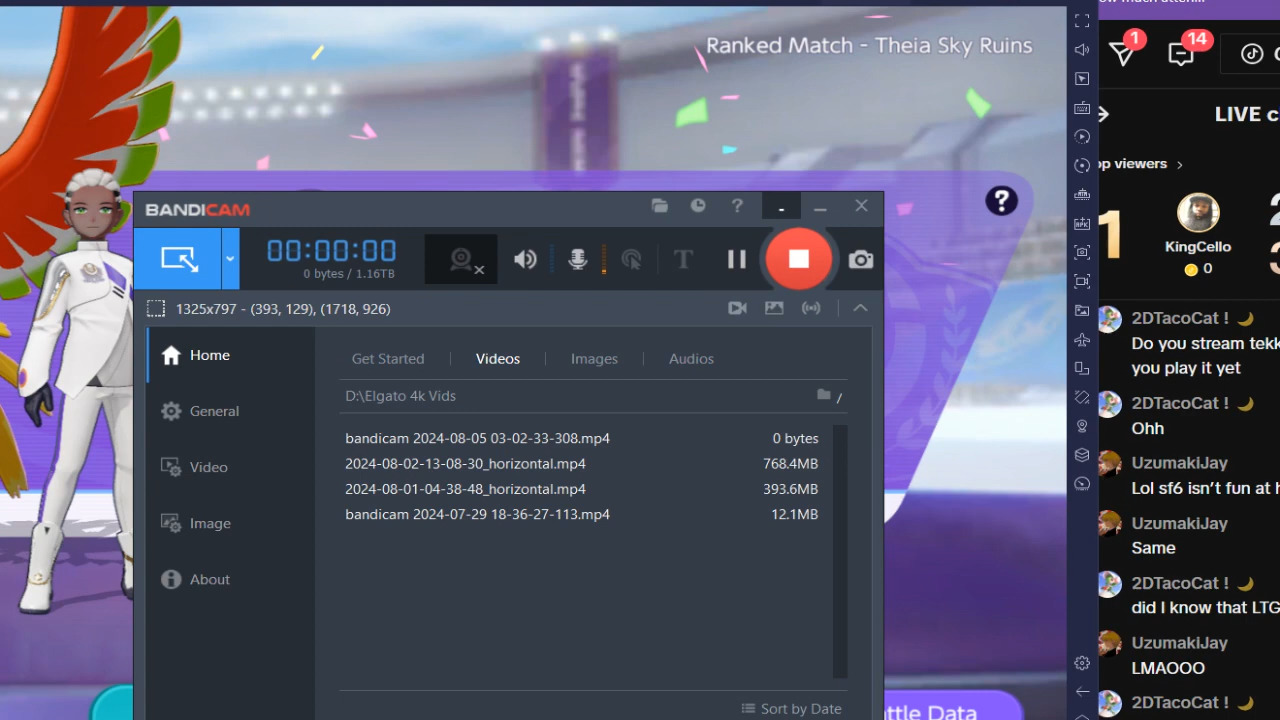 ow much atten...
Ranked Match - Theia Sky Ruins
1
14
LIVE c
op viewers
1
KingCello
0
BANDICAM
00:00:00
0 bytes / 1.16TB
1325x797 - (393, 129), (1718, 926)
Home
General
Video
Image
About
Get Started
Videos
Images
Audios
D:\Elgato 4k Vids
/
bandicam 2024-08-05 03-02-33-308.mp4 0 bytes
2024-08-02-13-08-30_horizontal.mp4 768.4MB
2024-08-01-04-38-48_horizontal.mp4 393.6MB
bandicam 2024-07-29 18-36-27-113.mp4 12.1MB
Sort by Date
ttle Data
2DTacoCat ! 🌙
Do you stream tekk
you play it yet
2DTacoCat ! 🌙
Ohh
UzumakiJay
Lol sf6 isn’t fun at h
UzumakiJay
Same
2DTacoCat ! 🌙
did I know that LTG
UzumakiJay
LMAOOO
2DTacoCat ! 🌙